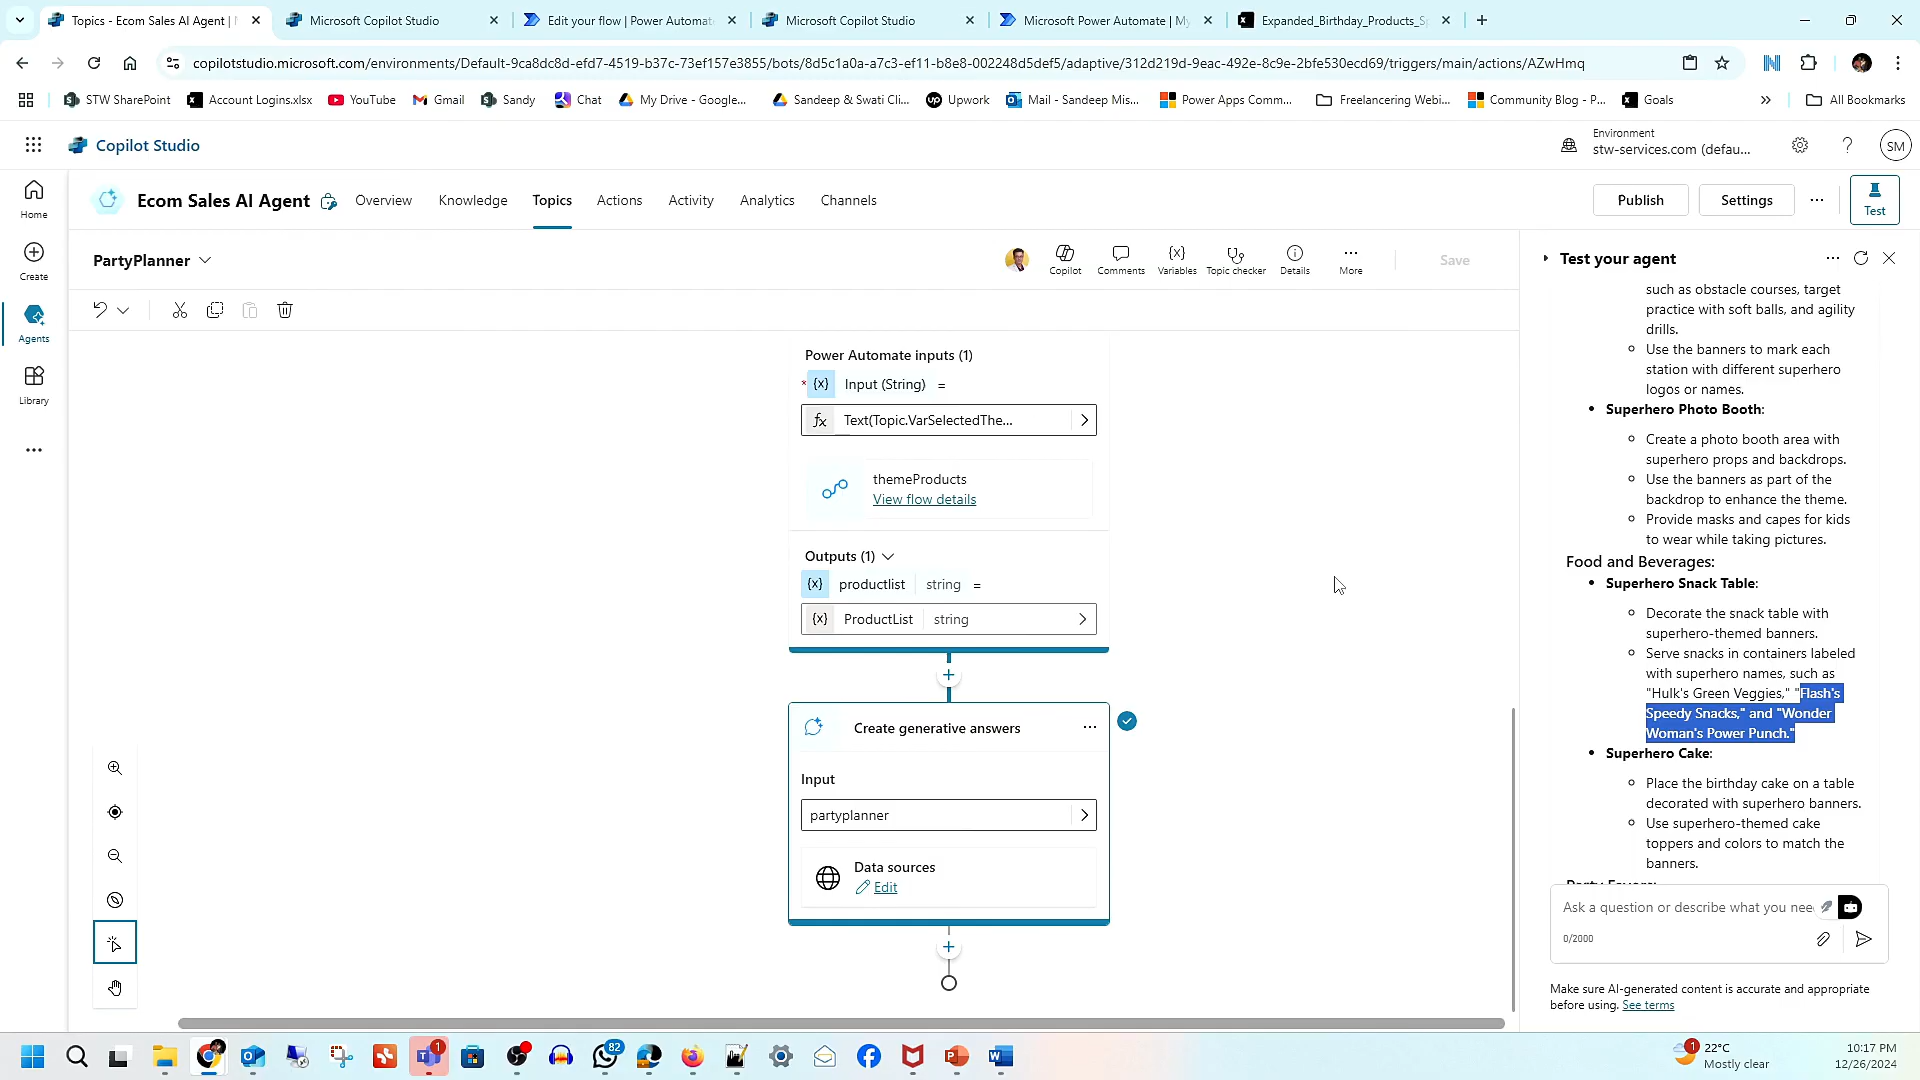 Topics - Ecom Sales AI Agent |
Microsoft Copilot Studio
Edit your flow | Power Automat
Microsoft Copilot Studio
Microsoft Power Automate | My
Expanded_Birthday_Products_Sp
copilotstudio.microsoft.com/environments/Default-9ca8dc8d-efd7-4519-b37c-73ef157e3855/bots/8d5c1a0a-a7c3-ef11-b8e8-002248d5def5/adaptive/312d219d-9eac-492e-8c9e-2bfe530ecd69/triggers/main/actions/AZwHmq
STW SharePoint
Account Logins.xlsx
YouTube
Gmail
Sandy
Chat
My Drive - Google...
Sandeep & Swati Cli...
Upwork
Mail - Sandeep Mis...
Power Apps Comm...
Freelancering Webi...
Community Blog - P...
Goals
All Bookmarks
Copilot Studio
Environment
stw-services.com (defau...
SM
Home
Create
Agents
Library
Ecom Sales AI Agent
Overview
Knowledge
Topics
Actions
Activity
Analytics
Channels
Publish
Settings
Test
PartyPlanner
Copilot
Comments
Variables
Topic checker
Details
More
Save
Power Automate inputs (1)
* {x} Input (String) =
fx Text(Topic.VarSelectedThe...
themeProducts
View flow details
Outputs (1)
{x} productlist string =
{x} ProductList string
Create generative answers
Input
partyplanner
Data sources
Edit
Test your agent
such as obstacle courses, target
practice with soft balls, and agility
drills.
Use the banners to mark each
station with different superhero
logos or names.
Superhero Photo Booth:
Create a photo booth area with
superhero props and backdrops.
Use the banners as part of the
backdrop to enhance the theme.
Provide masks and capes for kids
to wear while taking pictures.
Food and Beverages:
Superhero Snack Table:
Decorate the snack table with
superhero-themed banners.
Serve snacks in containers labeled
with superhero names, such as
"Hulk's Green Veggies," "Flash's
Speedy Snacks," and "Wonder
Woman's Power Punch."
Superhero Cake:
Place the birthday cake on a table
decorated with superhero banners.
Use superhero-themed cake
toppers and colors to match the
banners.
Party Favors:
Ask a question or describe what you nee
0/2000
Make sure AI-generated content is accurate and appropriate
before using. See terms
82
1
1
22°C
Mostly clear
10:17 PM
12/26/2024